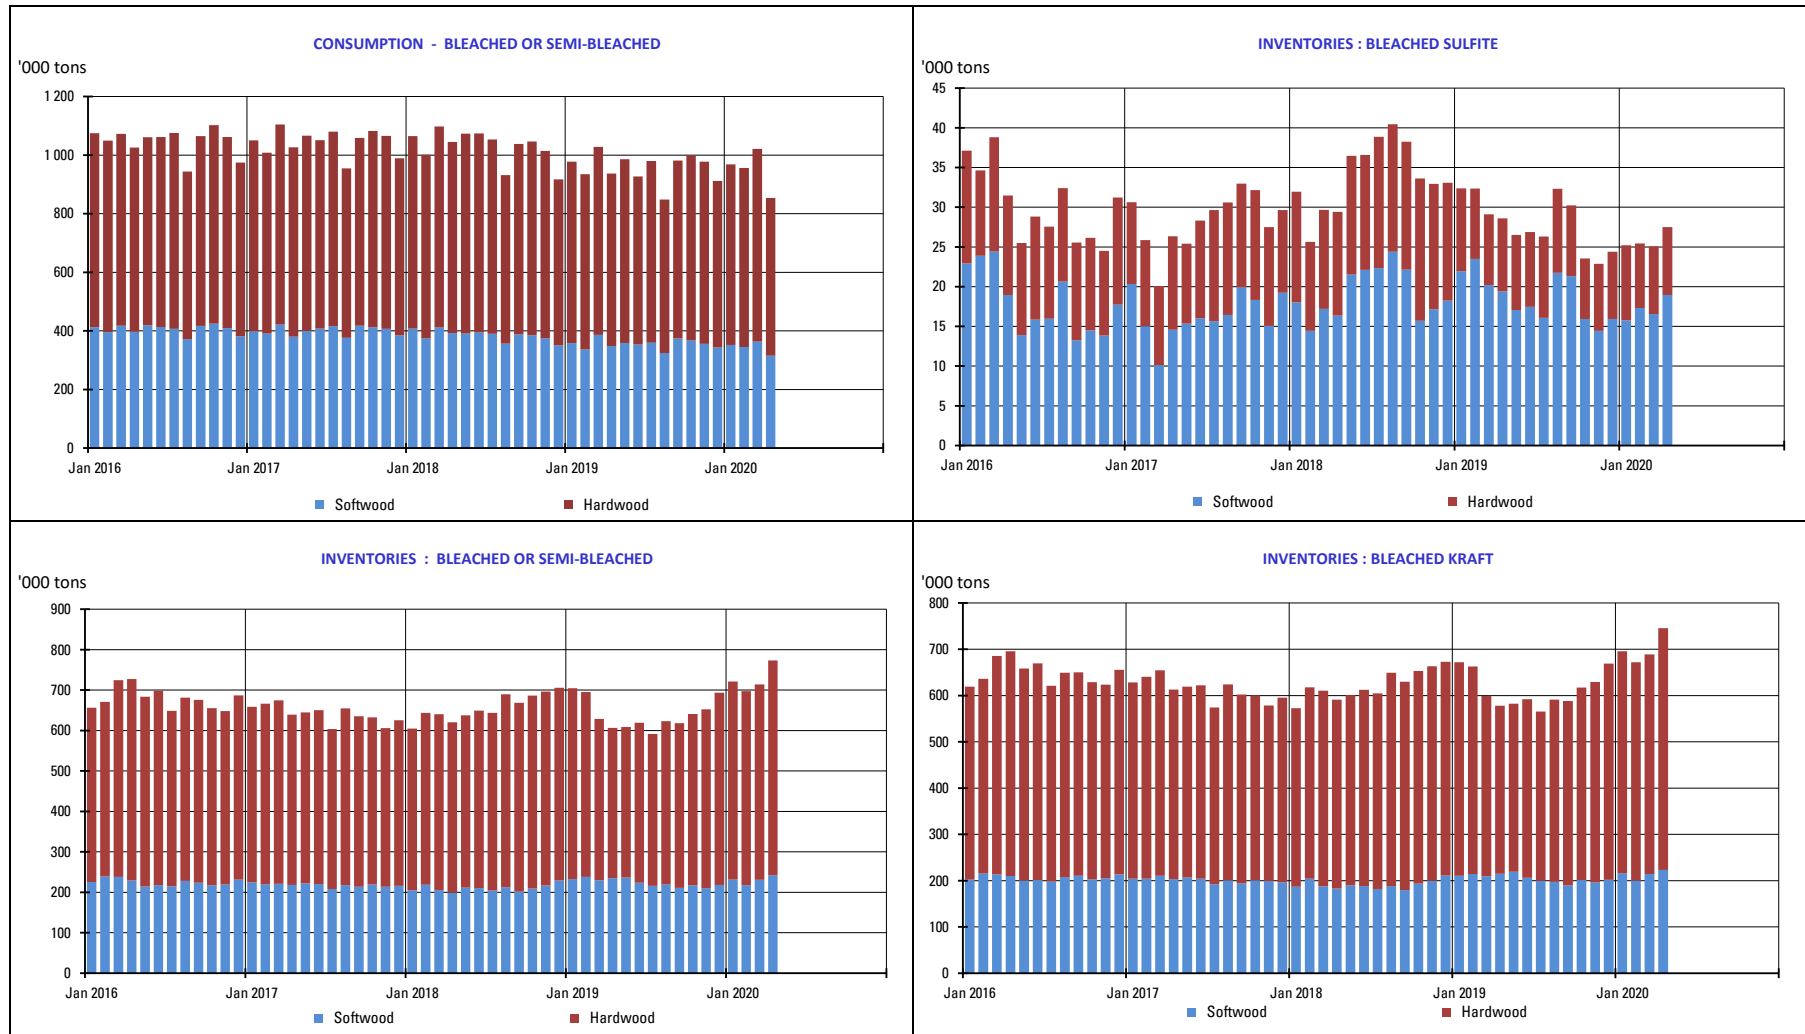 CONSUMPTION - BLEACHED OR SEMI-BLEACHED
'000 tons
1 200
1 000
800
600
400
200
0
Jan 2016 Jan 2017 Jan 2018 Jan 2019 Jan 2020
Softwood Hardwood
INVENTORIES : BLEACHED SULFITE
'000 tons
45
40
35
30
25
20
15
10
5
0
Jan 2016 Jan 2017 Jan 2018 Jan 2019 Jan 2020
Softwood Hardwood
INVENTORIES : BLEACHED OR SEMI-BLEACHED
'000 tons
900
800
700
600
500
400
300
200
100
0
Jan 2016 Jan 2017 Jan 2018 Jan 2019 Jan 2020
Softwood Hardwood
INVENTORIES : BLEACHED KRAFT
'000 tons
800
700
600
500
400
300
200
100
0
Jan 2016 Jan 2017 Jan 2018 Jan 2019 Jan 2020
Softwood Hardwood